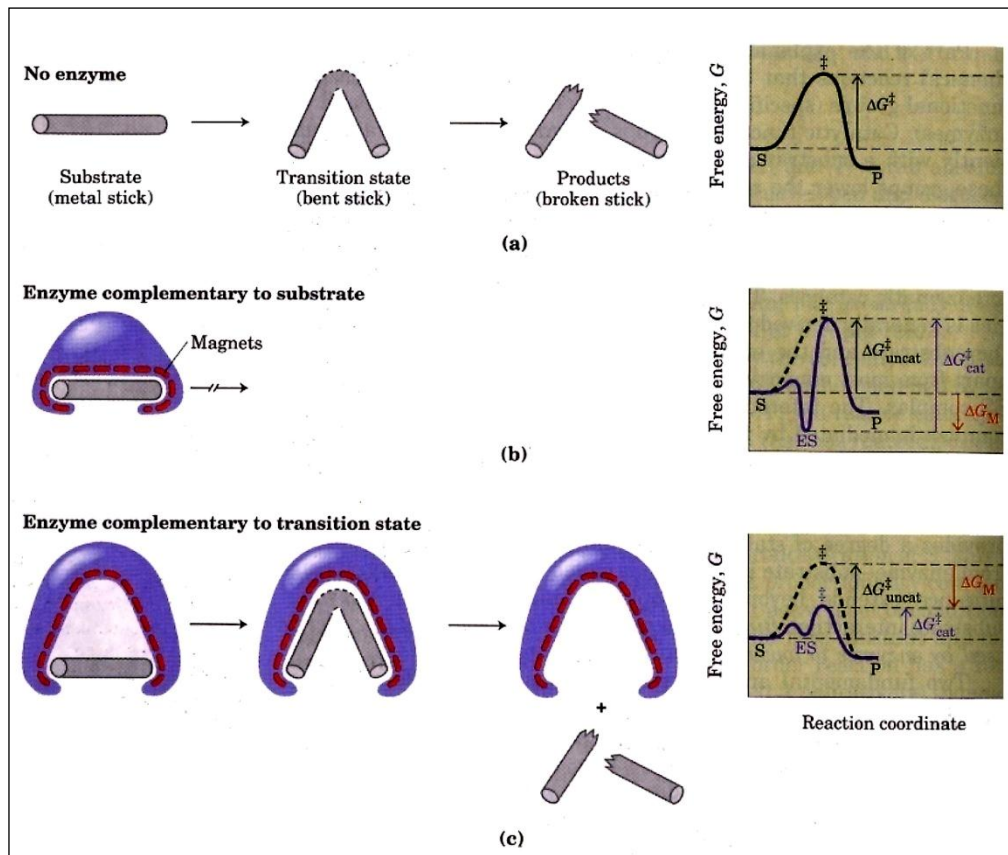 No enzyme
Substrate
(metal stick)
Transition state
(bent stick)
Products
(broken stick)
Free energy, G
‡
ΔG‡
S
P
(a)
Enzyme complementary to substrate
Magnets
Free energy, G
‡
ΔG‡uncat
ΔG‡cat
ΔGM
S
ES
P
(b)
Enzyme complementary to transition state
+
Free energy, G
‡
‡
ΔG‡uncat
ΔGM
ΔG‡cat
S
ES
P
Reaction coordinate
(c)